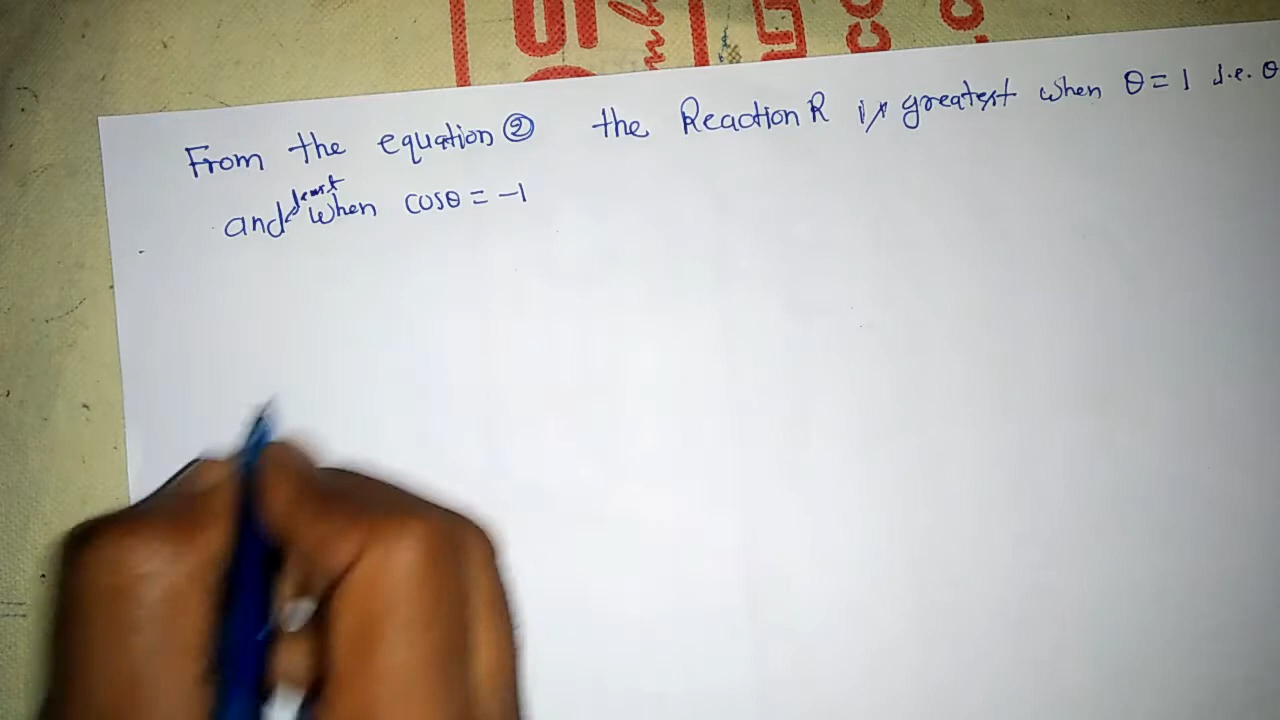 From the equation ② the Reaction R is greatest when θ = 1 i.e. θ
and least when cosθ = -1